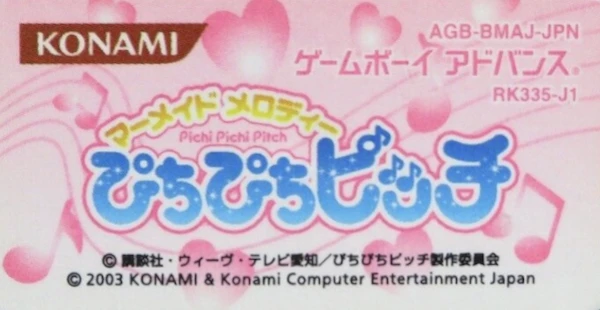 KONAMI
AGB-BMAJ-JPN
ゲームボーイ アドバンス®
RK335-J1
マーメイド メロディー
Pichi Pichi Pitch
ぴちぴちピッチ
© 講談社・ウィーヴ・テレビ愛知/ぴちぴちピッチ製作委員会
© 2003 KONAMI & Konami Computer Entertainment Japan